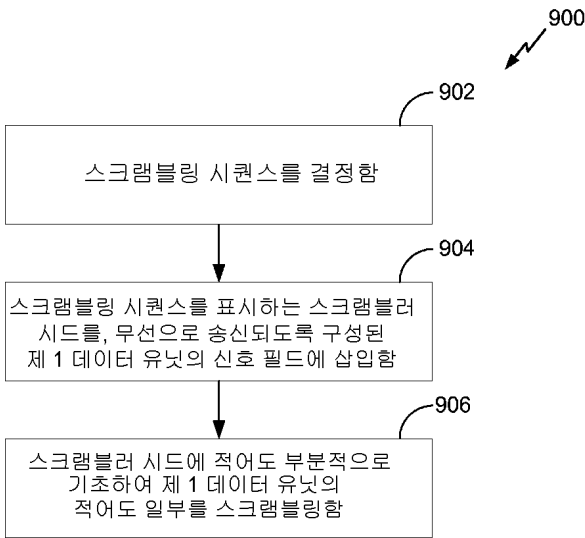 900
902
스크램블링 시퀀스를 결정함
904
스크램블링 시퀀스를 표시하는 스크램블러
시드를, 무선으로 송신되도록 구성된
제 1 데이터 유닛의 신호 필드에 삽입함
906
스크램블러 시드에 적어도 부분적으로
기초하여 제 1 데이터 유닛의
적어도 일부를 스크램블링함